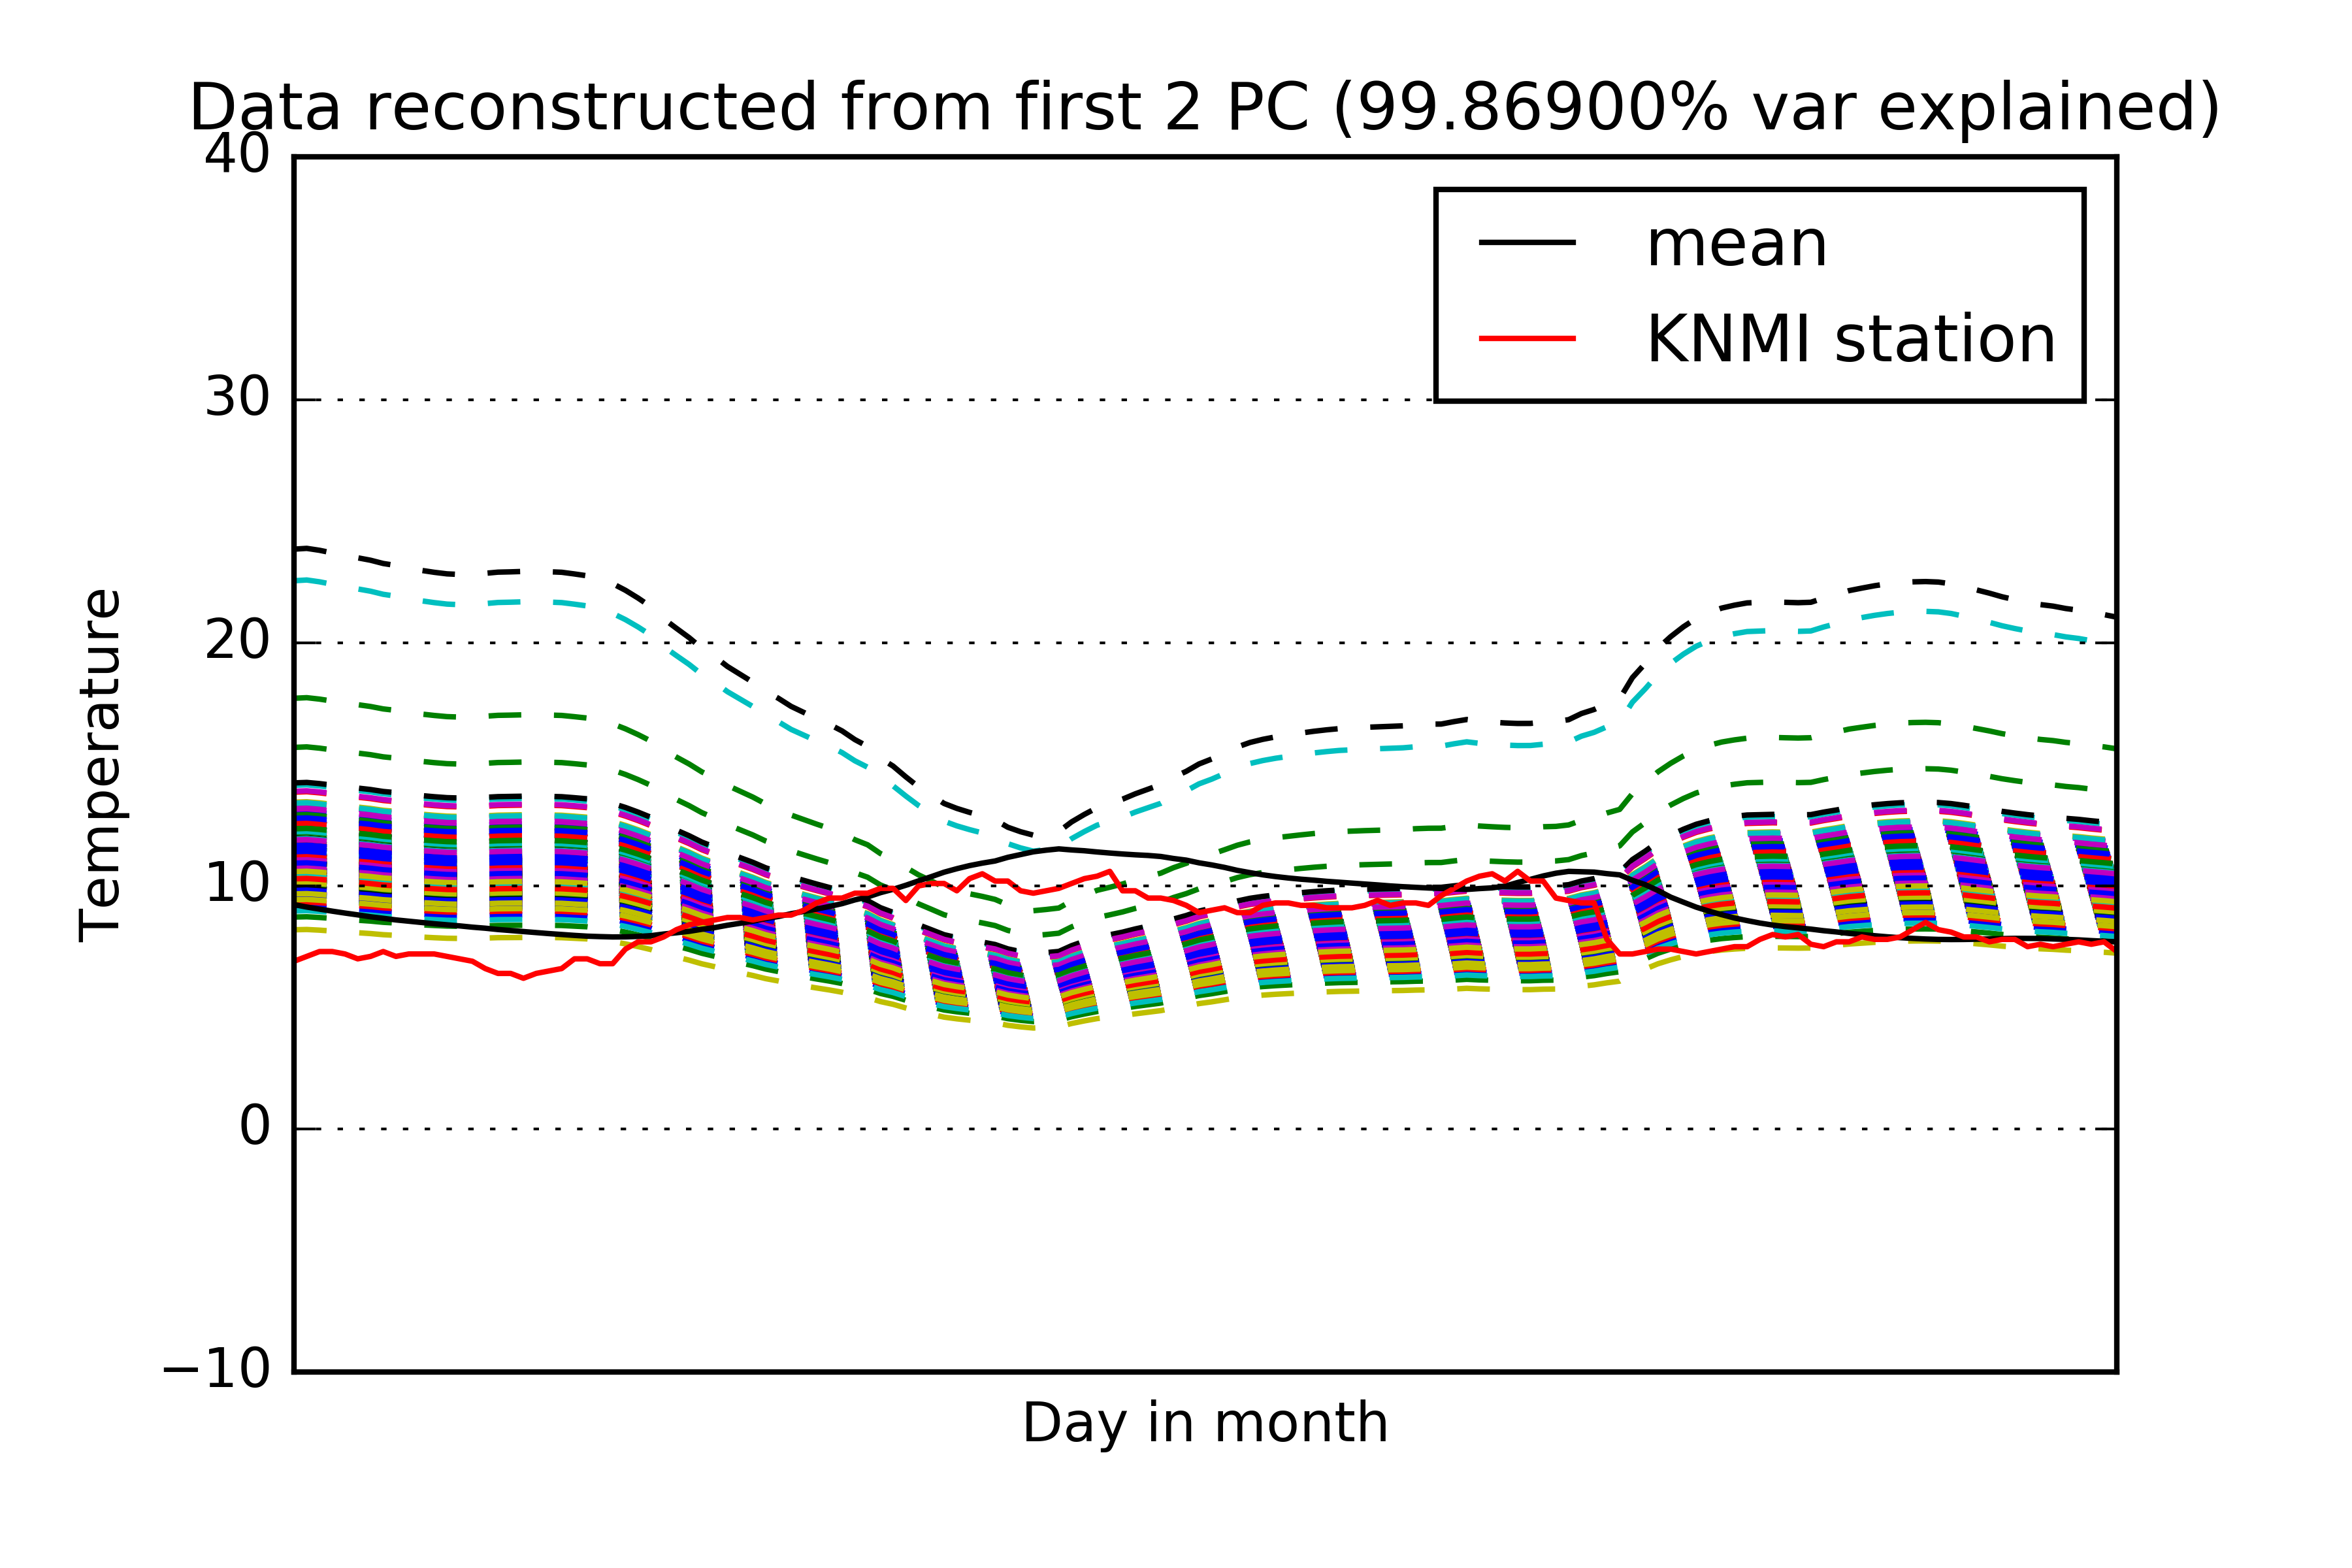 Data reconstructed from first 2 PC (99.86900% var explained)
40
mean
KNMI station
30
20
10
0
−10
Temperature
Day in month